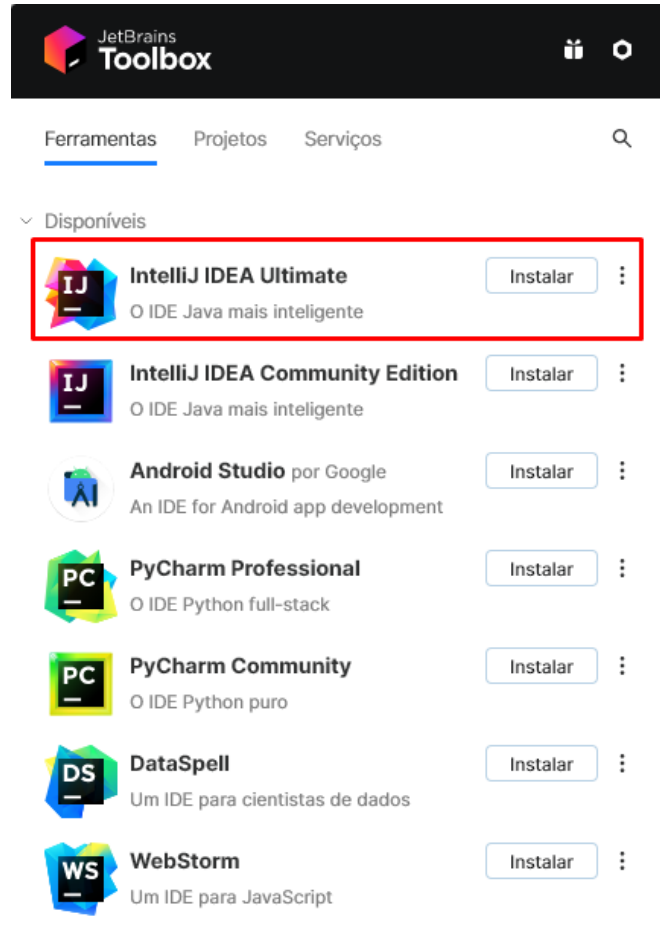 JetBrains
Toolbox
Ferramentas Projetos Serviços
Disponíveis
IJ IntelliJ IDEA Ultimate Instalar
O IDE Java mais inteligente
IJ IntelliJ IDEA Community Edition Instalar
O IDE Java mais inteligente
Android Studio por Google Instalar
An IDE for Android app development
PC PyCharm Professional Instalar
O IDE Python full-stack
PC PyCharm Community Instalar
O IDE Python puro
DS DataSpell Instalar
Um IDE para cientistas de dados
WS WebStorm Instalar
Um IDE para JavaScript